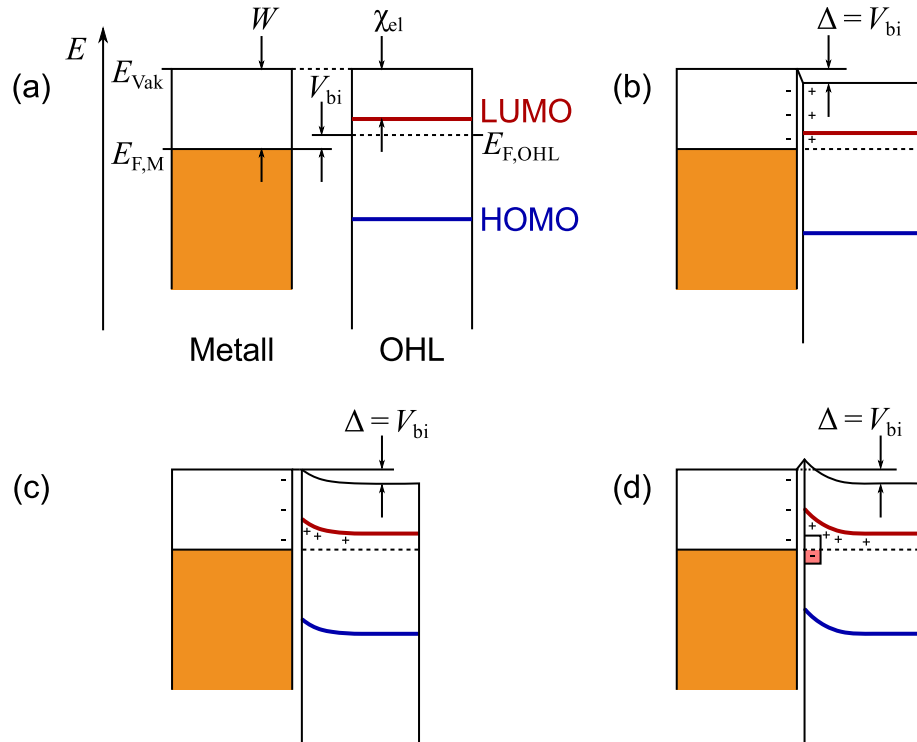 W
χel
Δ = Vbi
E
(a)
EVak
Vbi
(b)
LUMO
EF,M
EF,OHL
HOMO
Metall
OHL
-
-
-
+
+
+
Δ = Vbi
Δ = Vbi
(c)
(d)
-
-
-
+
+
+
-
-
-
+
+
+
+
-